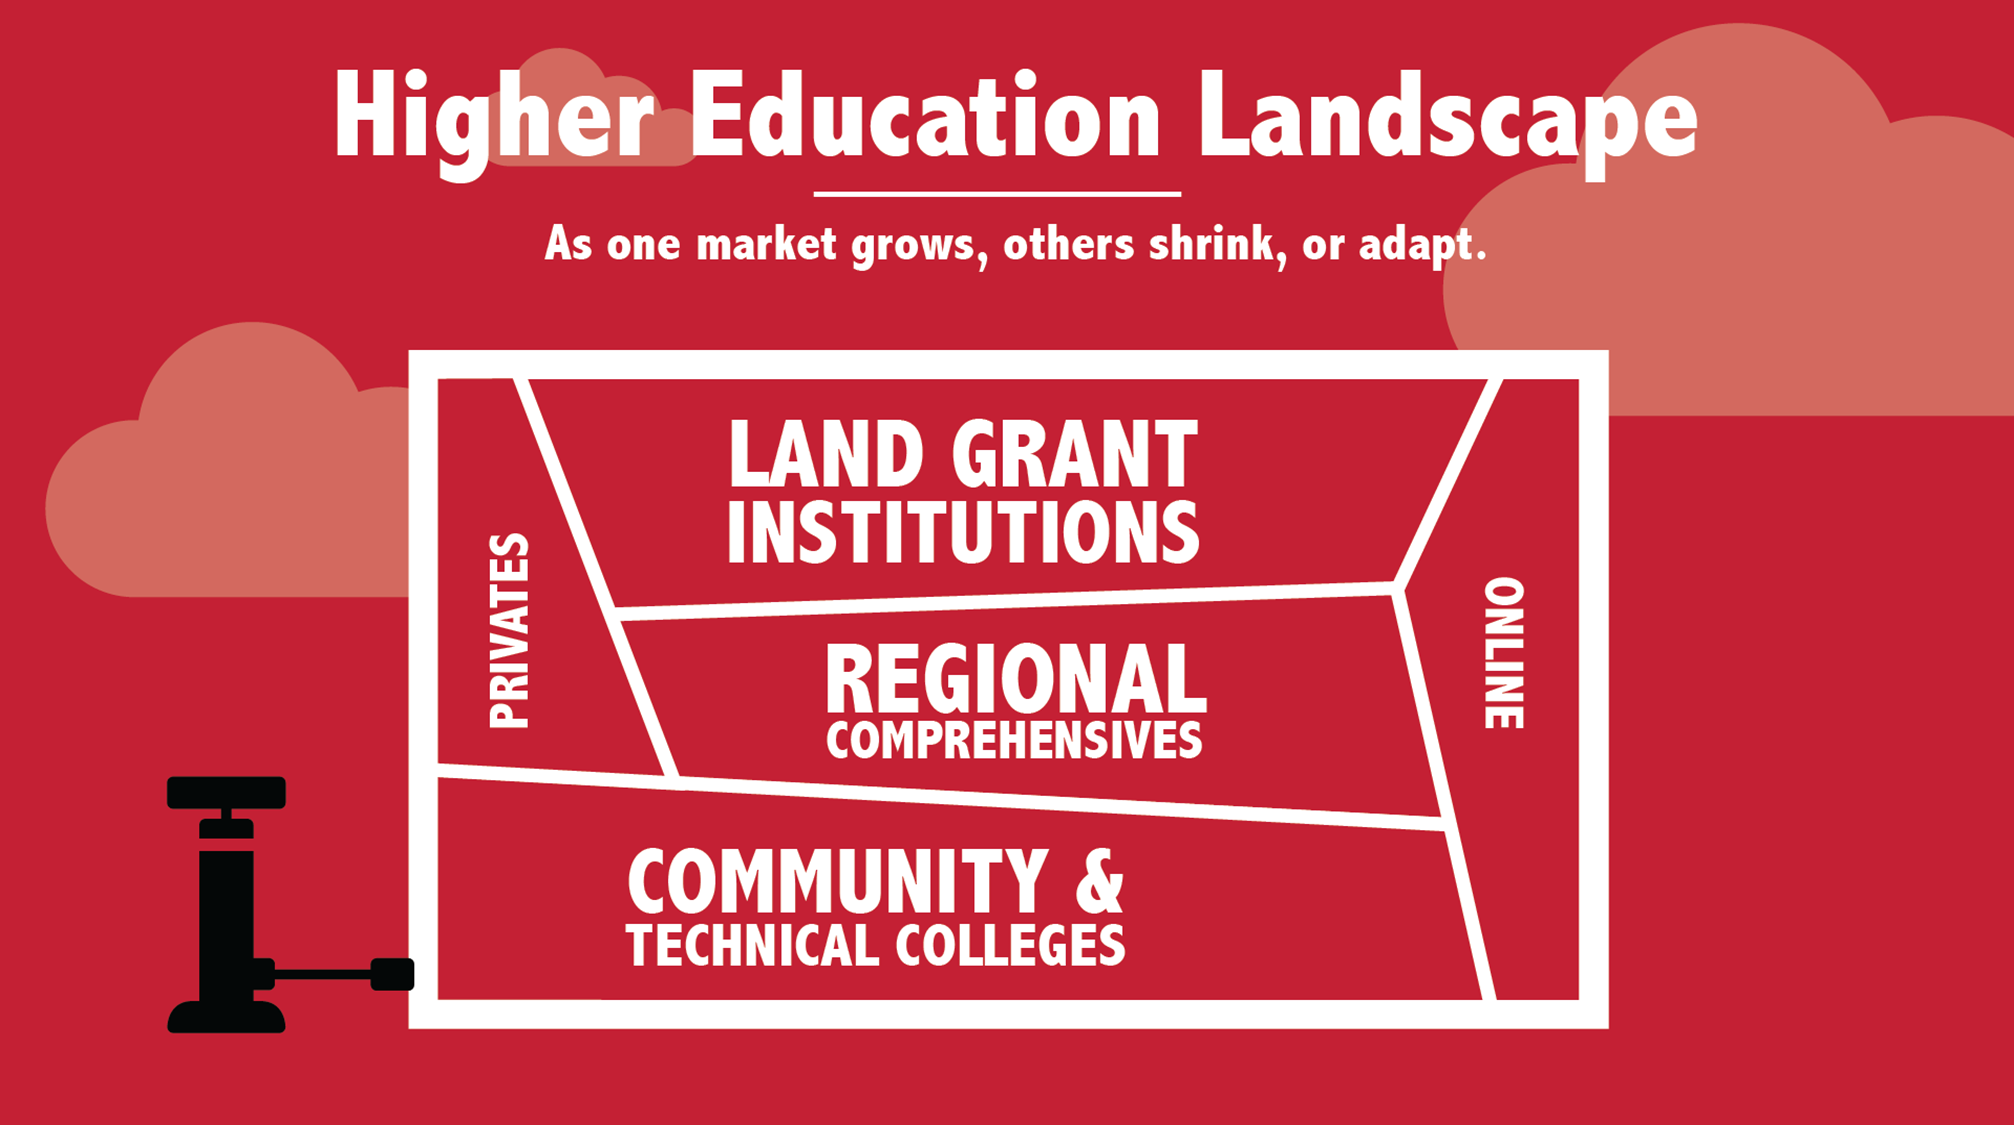 Higher Education Landscape
As one market grows, others shrink, or adapt.
PRIVATES
LAND GRANT
INSTITUTIONS
REGIONAL
COMPREHENSIVES
ONLINE
COMMUNITY &
TECHNICAL COLLEGES